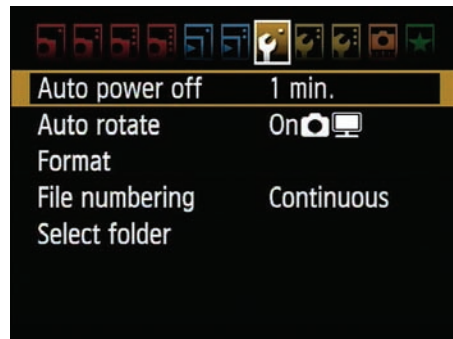 Auto power off 1 min.
Auto rotate On
Format
File numbering Continuous
Select folder